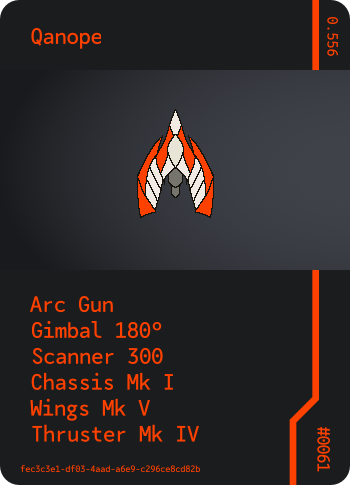 Qanope
0.556
Arc Gun
Gimbal 180°
Scanner 300
Chassis Mk I
Wings Mk V
Thruster Mk IV
#0061
fec3c3e1-df03-4aad-a6e9-c296ce8cd82b